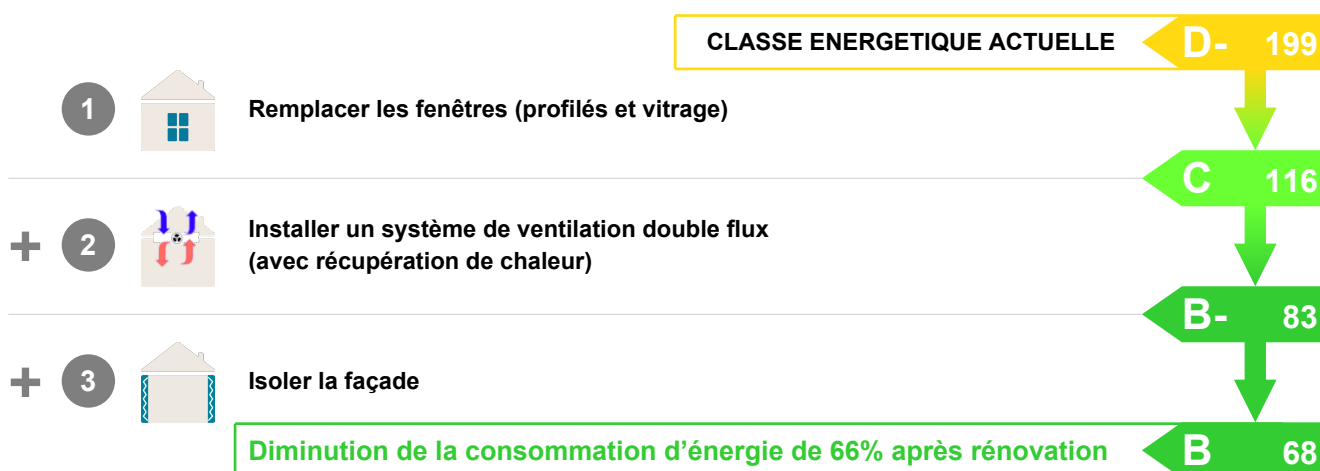 CLASSE ENERGETIQUE ACTUELLE D- 199
1 Remplacer les fenêtres (profilés et vitrage)
C 116
+ 2 Installer un système de ventilation double flux
(avec récupération de chaleur)
B- 83
+ 3 Isoler la façade
Diminution de la consommation d’énergie de 66% après rénovation B 68